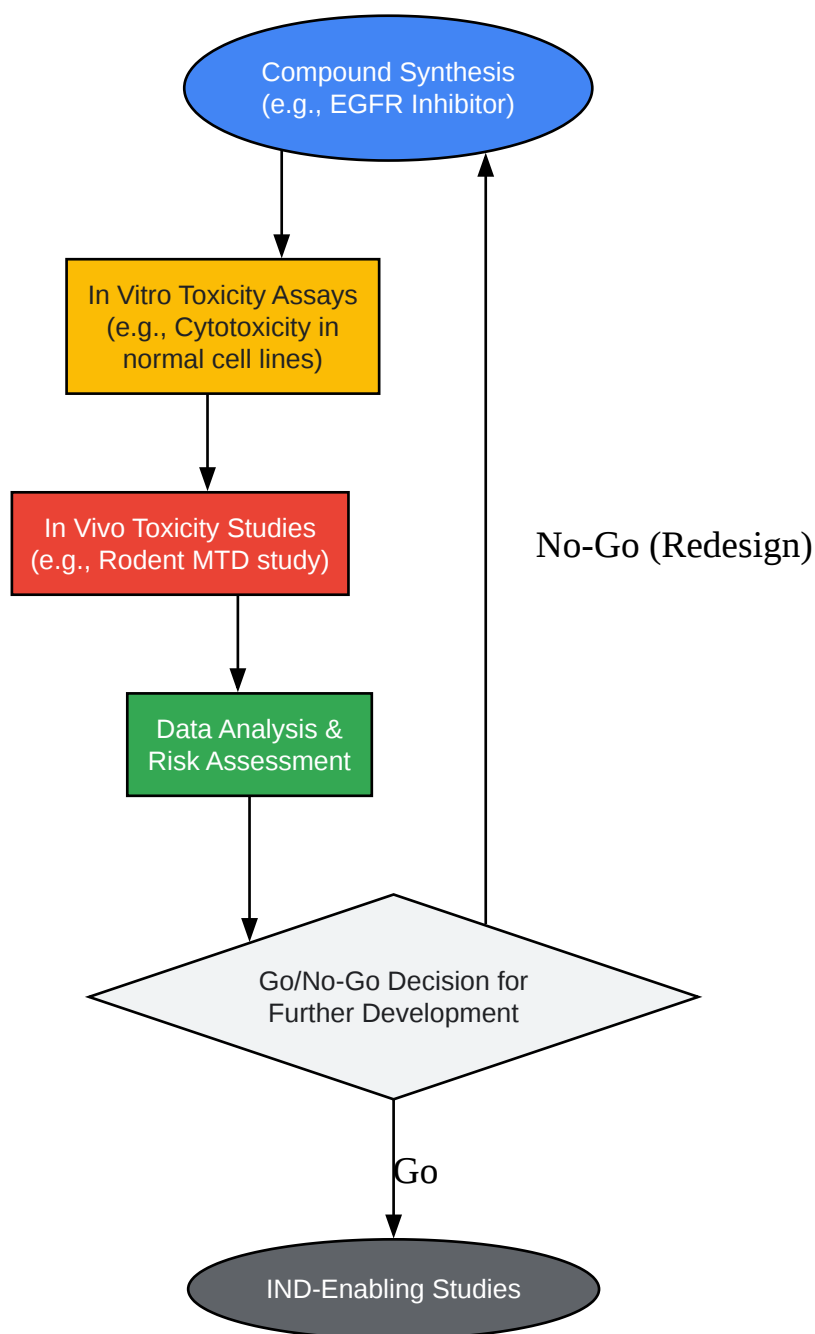 Compound Synthesis
(e.g., EGFR Inhibitor)
In Vitro Toxicity Assays
(e.g., Cytotoxicity in
normal cell lines)
In Vivo Toxicity Studies
(e.g., Rodent MTD study)
No-Go (Redesign)
Data Analysis &
Risk Assessment
Go/No-Go Decision for
Further Development
Go
IND-Enabling Studies